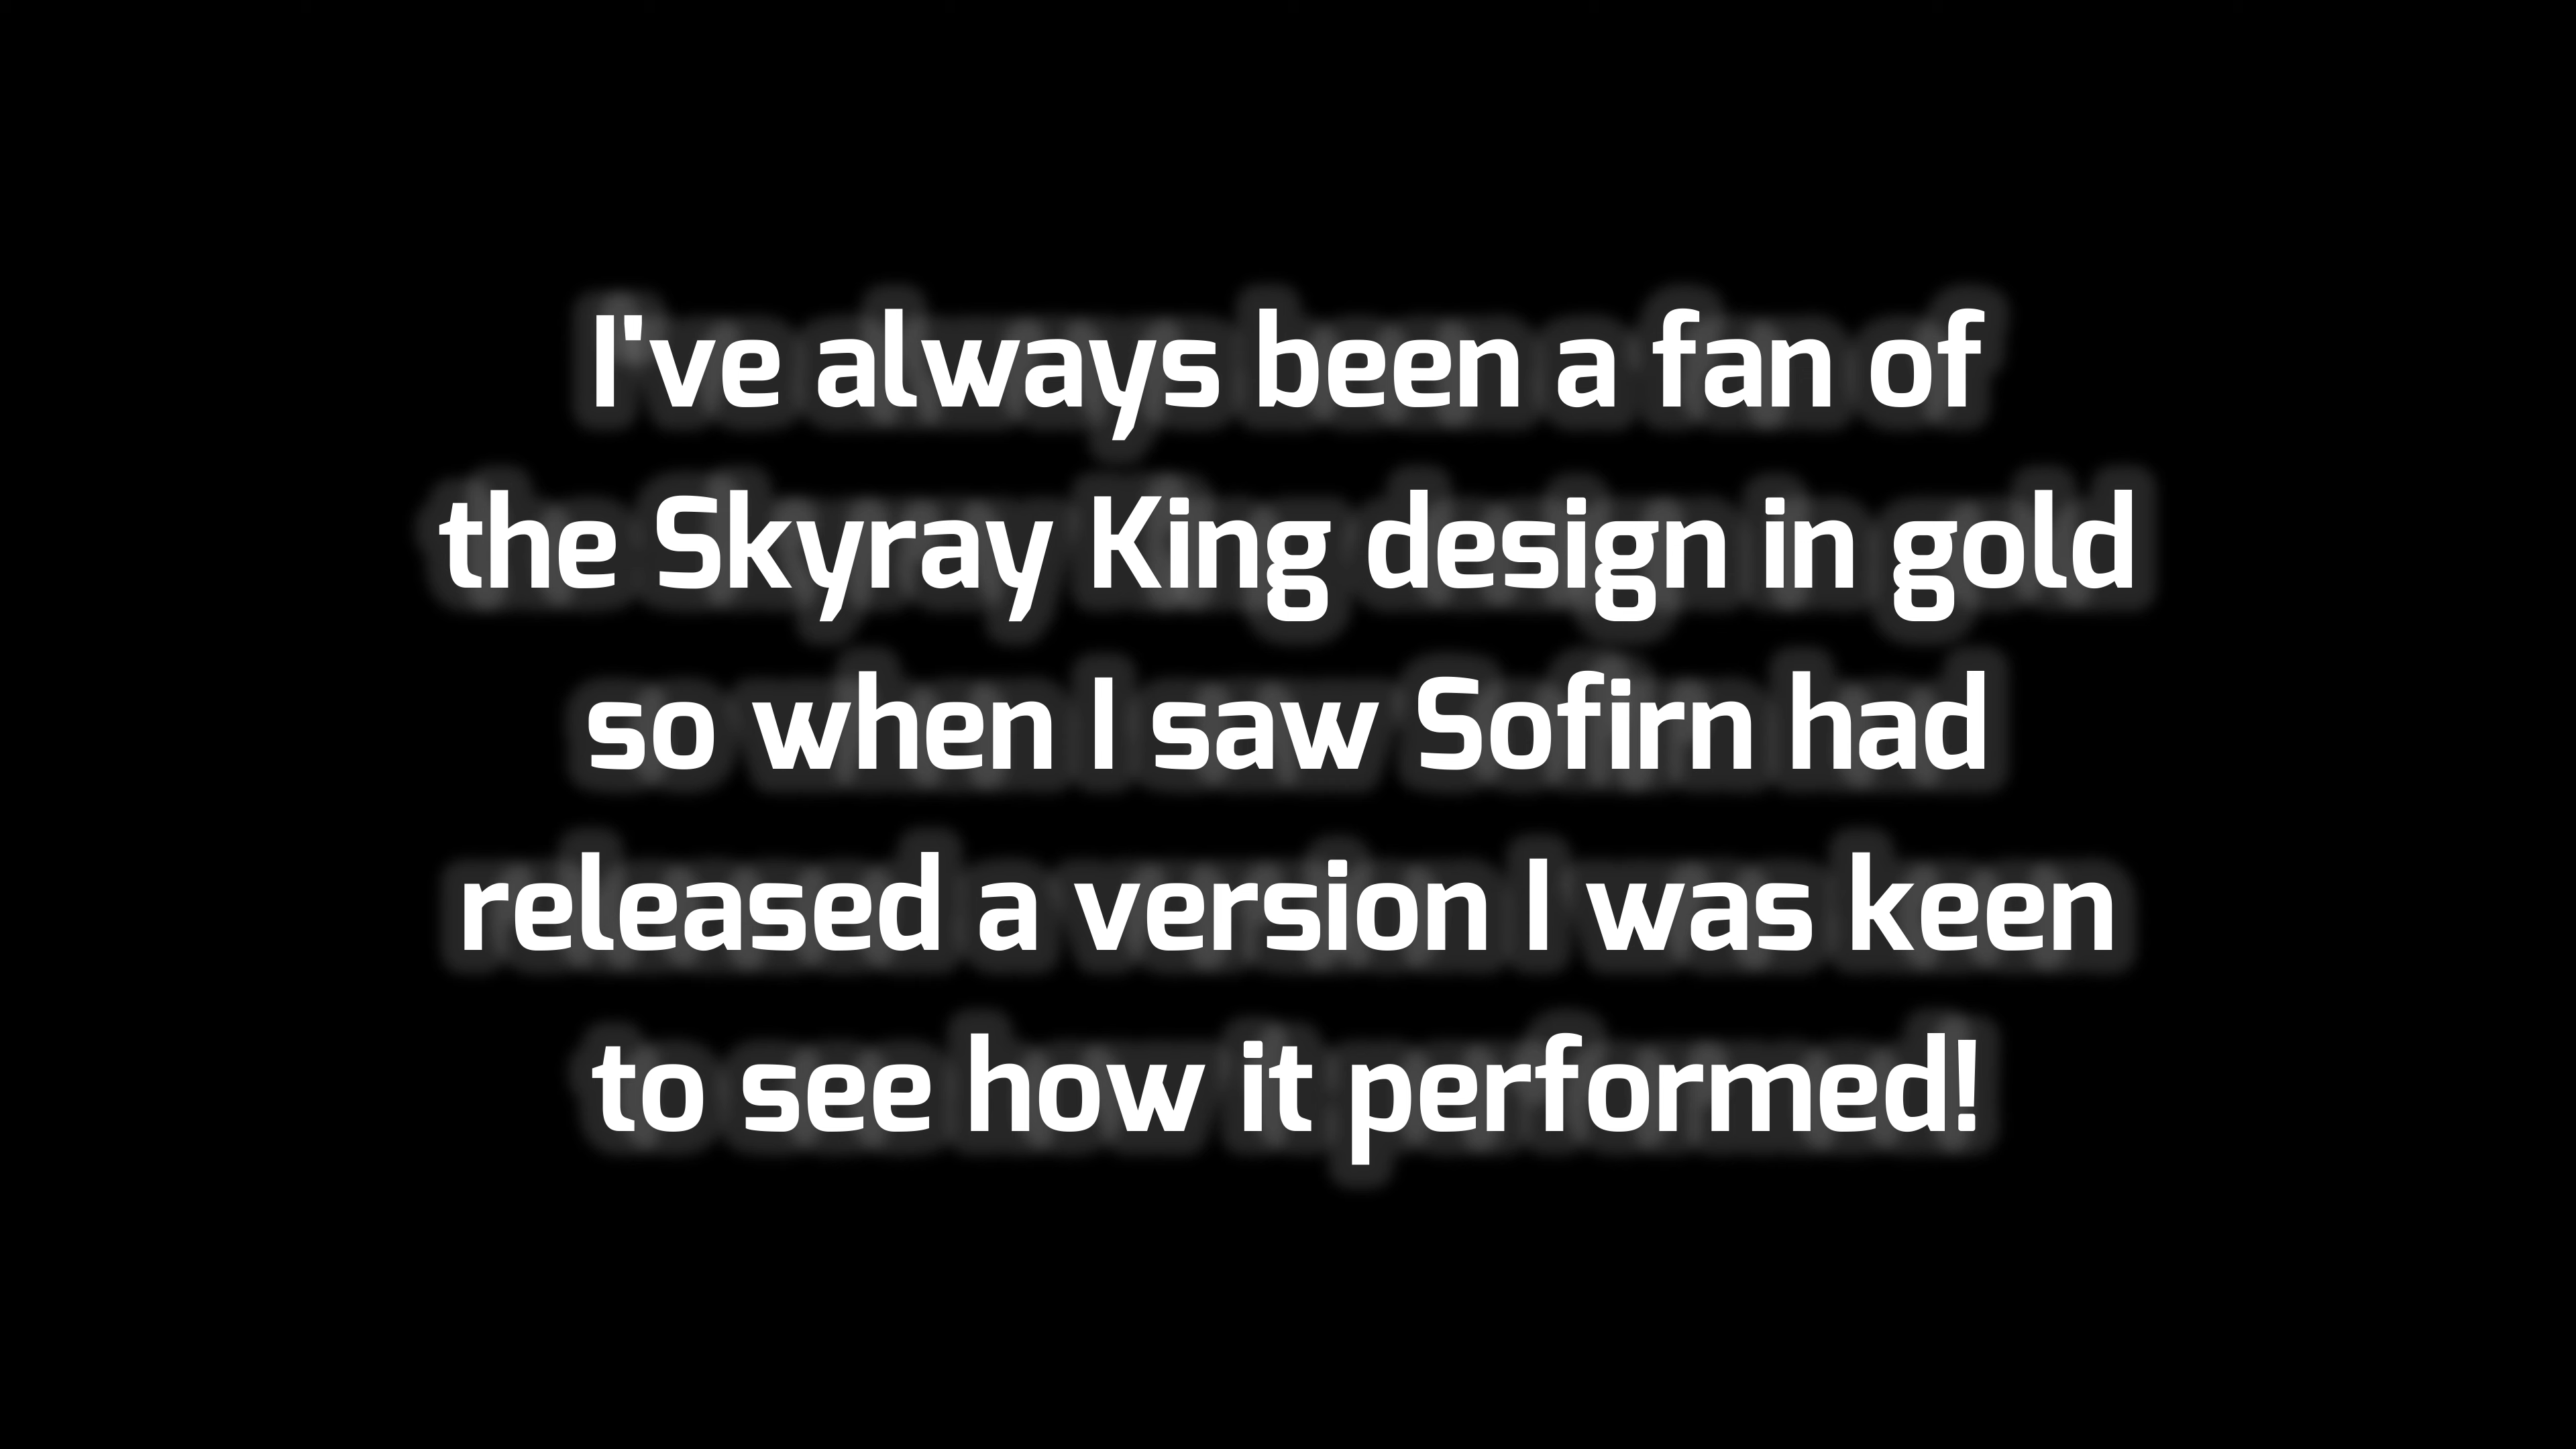 I've always been a fan of
the Skyray King design in gold
so when I saw Sofirn had
released a version I was keen
to see how it performed!